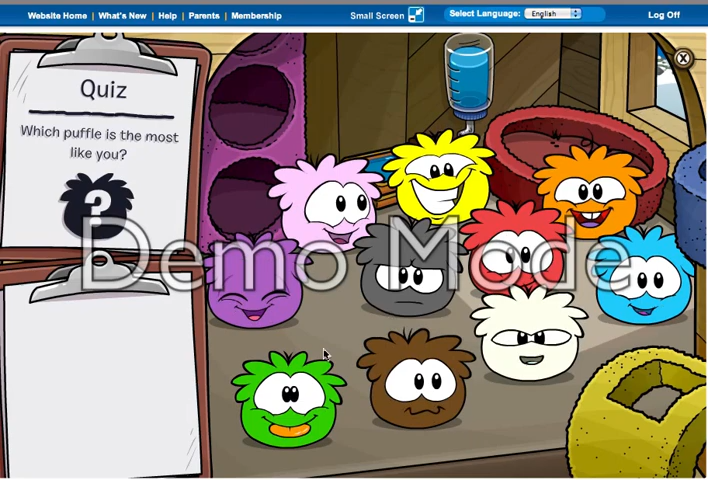 Website Home | What's New | Help | Parents | Membership
Small Screen
Select Language: English
Log Off
Quiz
Which puffle is the most
like you?
?
Demo Mode